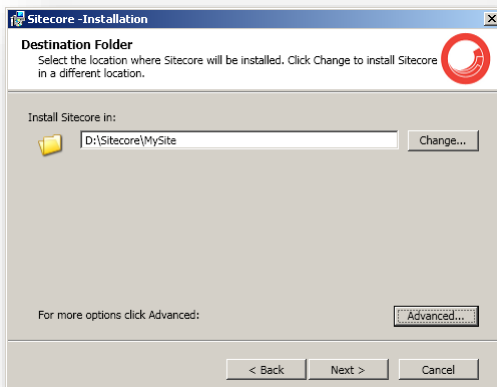 Sitecore -Installation
Destination Folder
Select the location where Sitecore will be installed. Click Change to install Sitecore
in a different location.
Install Sitecore in:
D:\Sitecore\MySite
Change...
For more options click Advanced:
Advanced...
< Back
Next >
Cancel